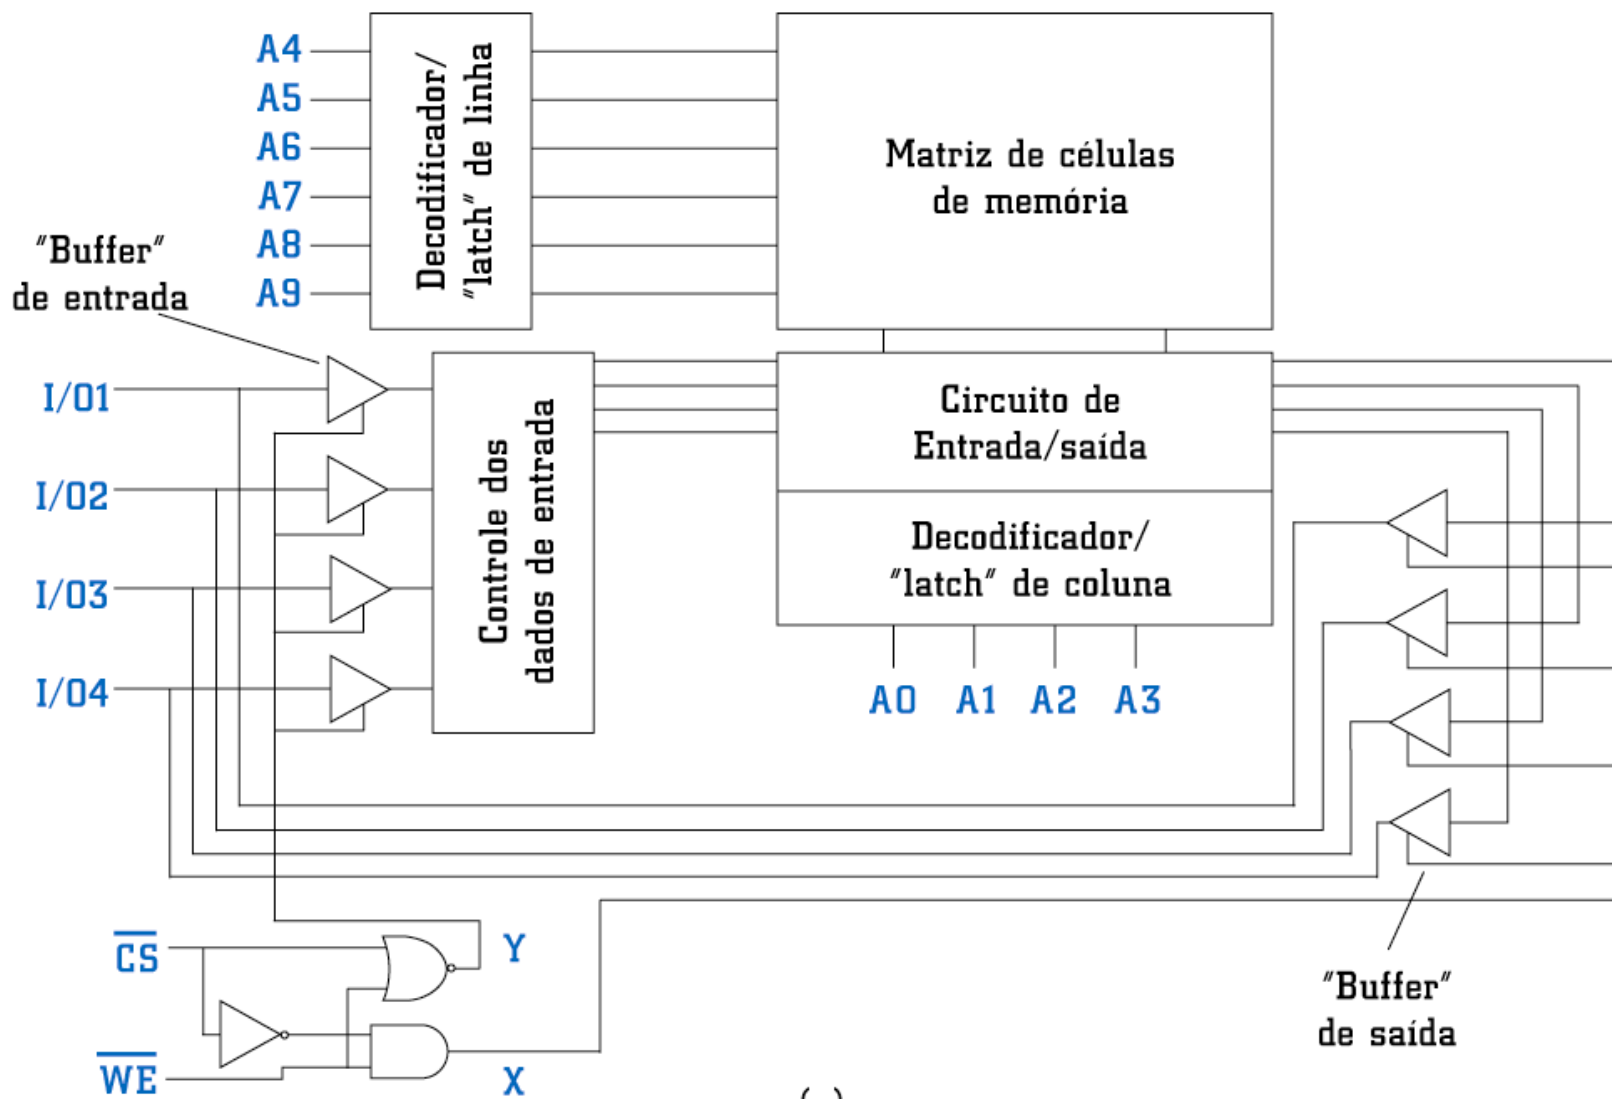 A4
A5
A6
A7
A8
A9
Decodificador/
"latch" de linha
Matriz de células
de memória
"Buffer"
de entrada
I/O1
I/O2
I/O3
I/O4
Controle dos
dados de entrada
Circuito de
Entrada/saída
Decodificador/
"latch" de coluna
A0 A1 A2 A3
C̅S̅
Y
W̅E̅
X
"Buffer"
de saída